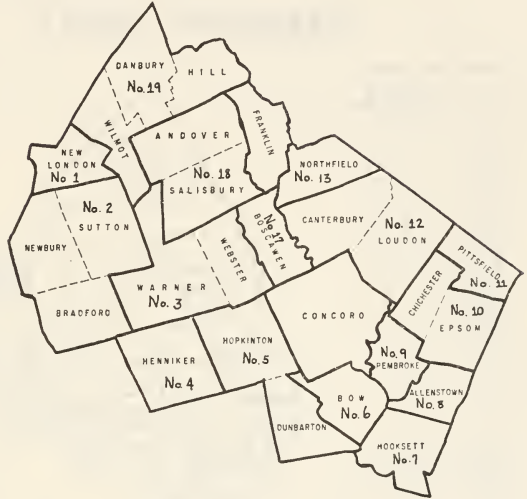 DANBURY
No. 19
HILL
WILMOT
ANDOVER
FRANKLIN
NEW
LONDON
No 1
No. 18
SALISBURY
NORTHFIELD
No. 13
No. 2
SUTTON
No 17
BOSCAWEN
CANTERBURY
No. 12
LOUDON
NEWBURY
WEBSTER
PITTSFIELD
No. 11
WARNER
No. 3
CHICHESTER
BRADFORD
CONCORD
No. 10
EPSOM
HOPKINTON
No. 5
HENNIKER
No. 4
No. 9
PEMBROKE
ALLENSTOWN
No. 8
BOW
No. 6
DUNBARTON
HOOKSETT
No. 7